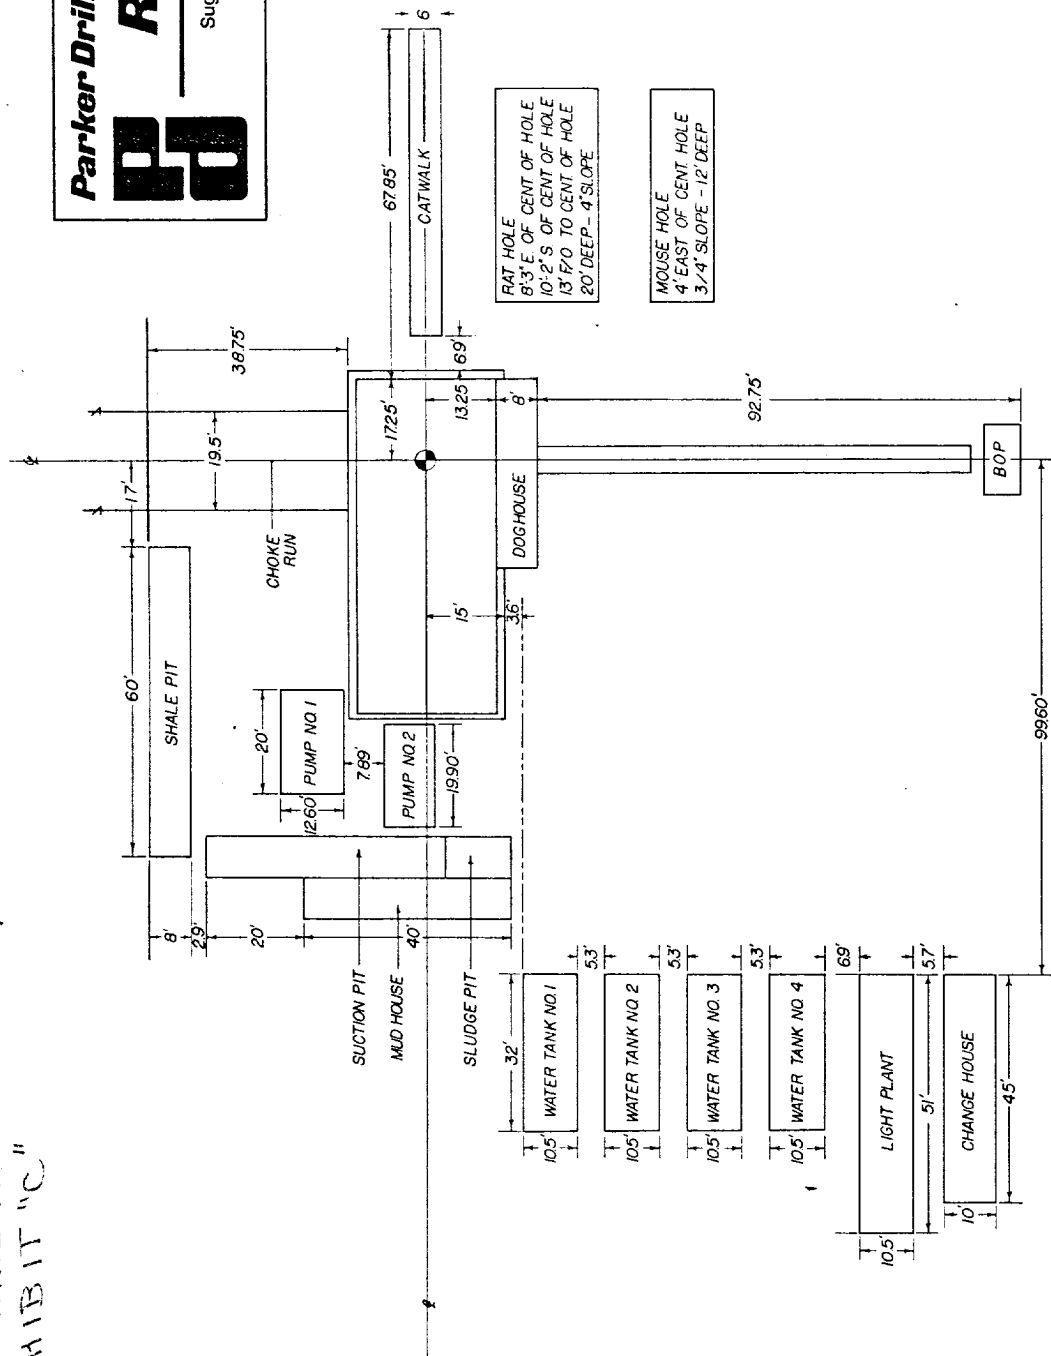 Parker Drill
pd
R
Sug
HIBIT "C"
6
67.85'
CATWALK
6.9'
38.75'
19.5'
17'
17.25'
13.25
8'
CHOKE
RUN
60'
SHALE PIT
20'
PUMP NO.1
12.60'
7.89'
PUMP NO.2
19.90'
15'
3.6'
DOGHOUSE
92.75'
BOP
RAT HOLE
8'-3" E. OF CENT OF HOLE
10'-2" S. OF CENT OF HOLE
13' F/O TO CENT OF HOLE
20' DEEP - 4" SLOPE
MOUSE HOLE
4' EAST OF CENT. HOLE
3/4" SLOPE - 12' DEEP
8'
2.9'
20'
40'
SUCTION PIT
MUD HOUSE
SLUDGE PIT
32'
WATER TANK NO.1
10.5'
5.3'
WATER TANK NO. 2
10.5'
5.3'
WATER TANK NO. 3
10.5'
5.3'
WATER TANK NO. 4
10.5'
6.9'
LIGHT PLANT
10.5'
51'
5.7'
CHANGE HOUSE
10'
45'
99.60'